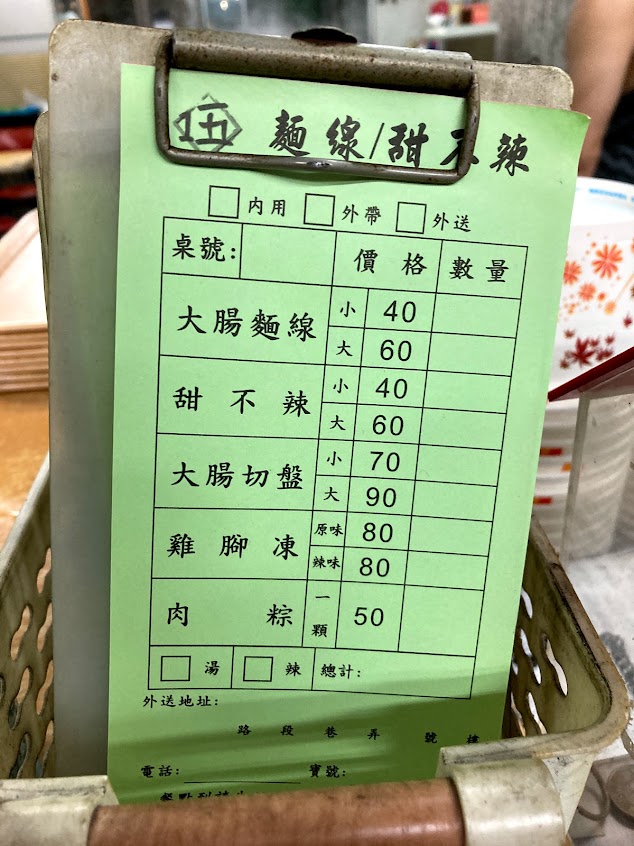 伍 麵線/甜不辣
□內用 □外帶 □外送
桌號: 價格 數量
大腸麵線 小 40
大 60
甜不辣 小 40
大 60
大腸切盤 小 70
大 90
雞腳凍 原味 80
辣味 80
肉粽 一顆 50
□湯 □辣 總計:
外送地址:
路 段 巷 弄 號 樓
電話: 寶號: